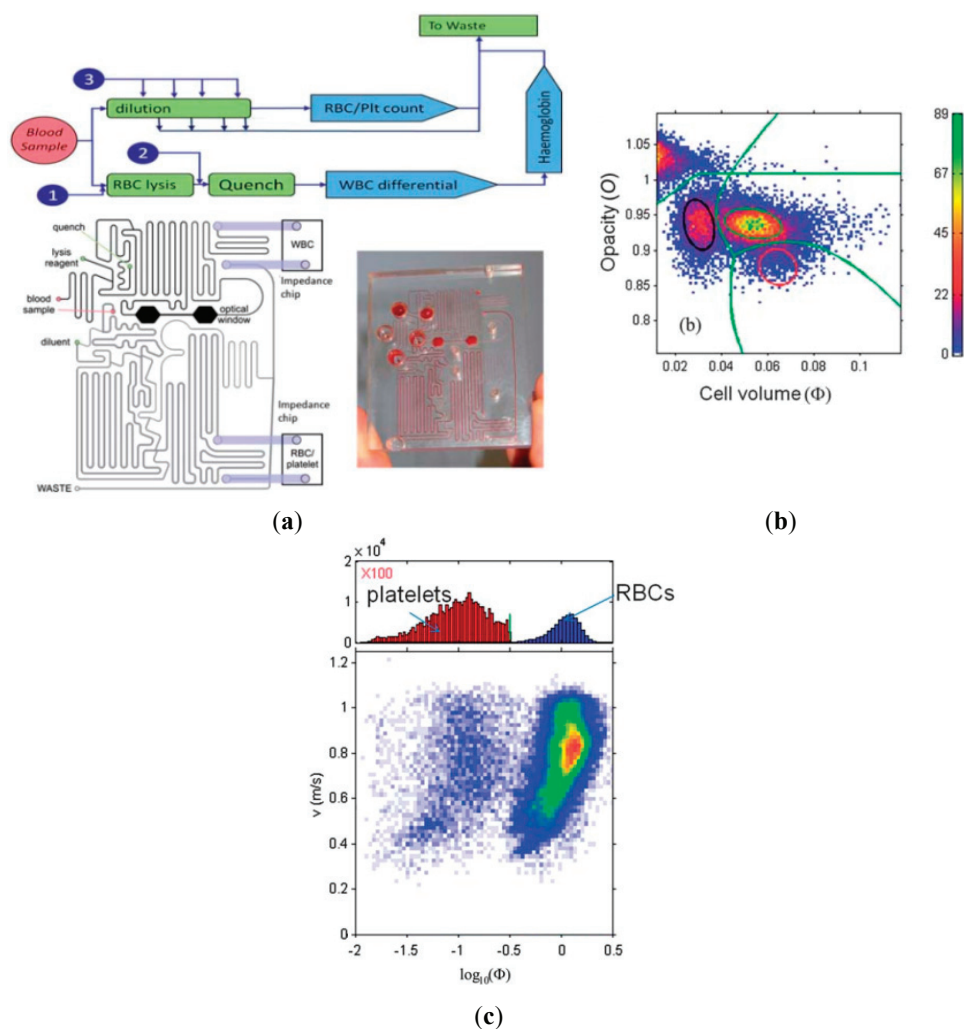 To Waste
3
dilution
RBC/Plt count
Haemoglobin
Blood
Sample
2
1
RBC lysis
Quench
WBC differential
quench
lysis
reagent
blood
sample
diluent
optical
window
WBC
Impedance
chip
Impedance
chip
RBC/
platelet
WASTE
(a)
Opacity (O)
1.05
1
0.95
0.9
0.85
0.8
(b)
0.02
0.04
0.06
0.08
0.1
Cell volume (Φ)
89
67
45
22
0
(b)
2
x 10⁴
X100
platelets
RBCs
1
0
1.2
1
0.8
0.6
0.4
0.2
0
v (m/s)
-2
-1.5
-1
-0.5
0
0.5
log₁₀(Φ)
(c)